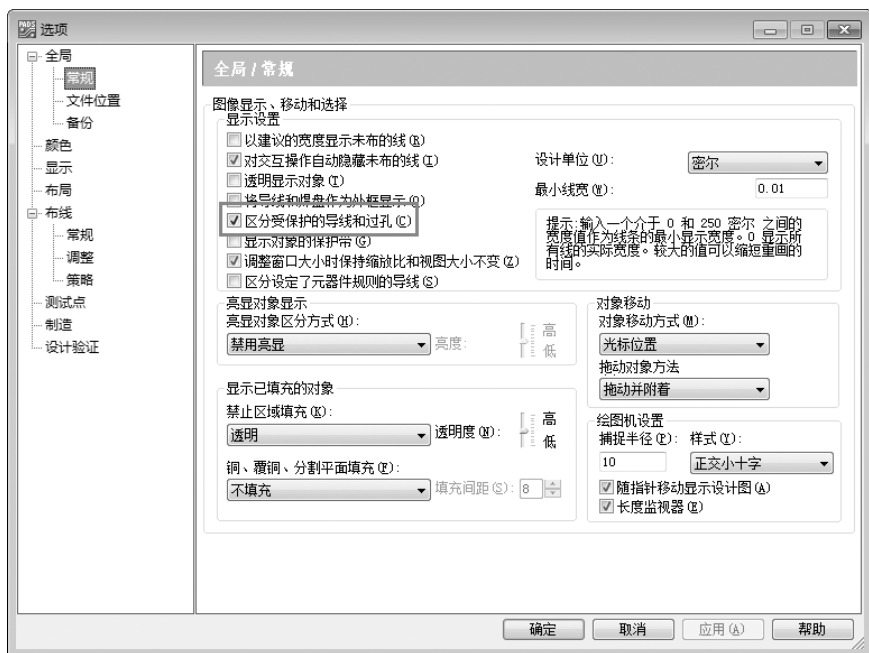 PADS 选项
全局
常规
文件位置
备份
颜色
显示
布局
布线
常规
调整
策略
测试点
制造
设计验证
全局 / 常规
图像显示、移动和选择
显示设置
以建议的宽度显示未布的线(R)
对交互操作自动隐藏未布的线(I)
透明显示对象(T)
将导线和焊盘作为外框显示(O)
区分受保护的导线和过孔(C)
显示对象的保护带(G)
调整窗口大小时保持缩放比和视图大小不变(Z)
区分设定了元器件规则的导线(S)
设计单位(U):
密尔
最小线宽(W):
0.01
提示:输入一个介于 0 和 250 密尔 之间的
宽度值作为线条的最小显示宽度。0 显示所
有线的实际宽度。较大的值可以缩短重画的
时间。
亮显对象显示
亮显对象区分方式(H):
禁用亮显
亮度:
高
低
对象移动
对象移动方式(M):
光标位置
拖动对象方法
拖动并附着
显示已填充的对象
禁止区域填充(K):
透明
透明度(N):
高
低
铜、覆铜、分割平面填充(F):
不填充
填充间距(S):
8
绘图机设置
捕捉半径(P):
样式(Y):
10
正交小十字
随指针移动显示设计图(A)
长度监视器(E)
确定
取消
应用(A)
帮助